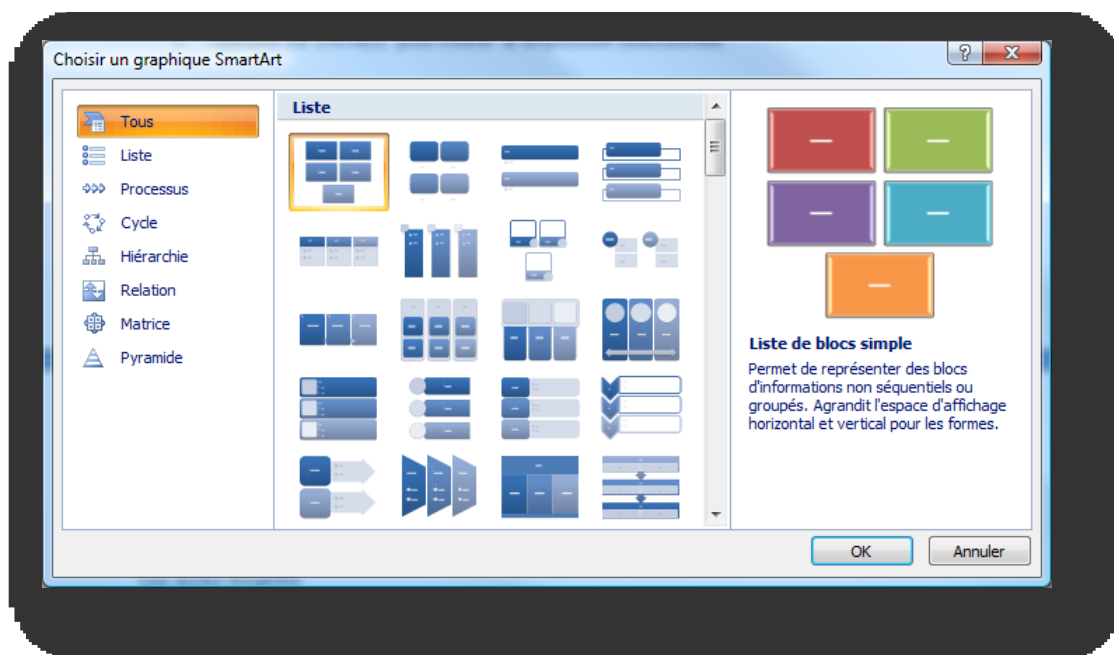 Choisir un graphique SmartArt
Tous
Liste
Processus
Cycle
Hiérarchie
Relation
Matrice
Pyramide
Liste
Liste de blocs simple
Permet de représenter des blocs
d'informations non séquentiels ou
groupés. Agrandit l'espace d'affichage
horizontal et vertical pour les formes.
OK
Annuler